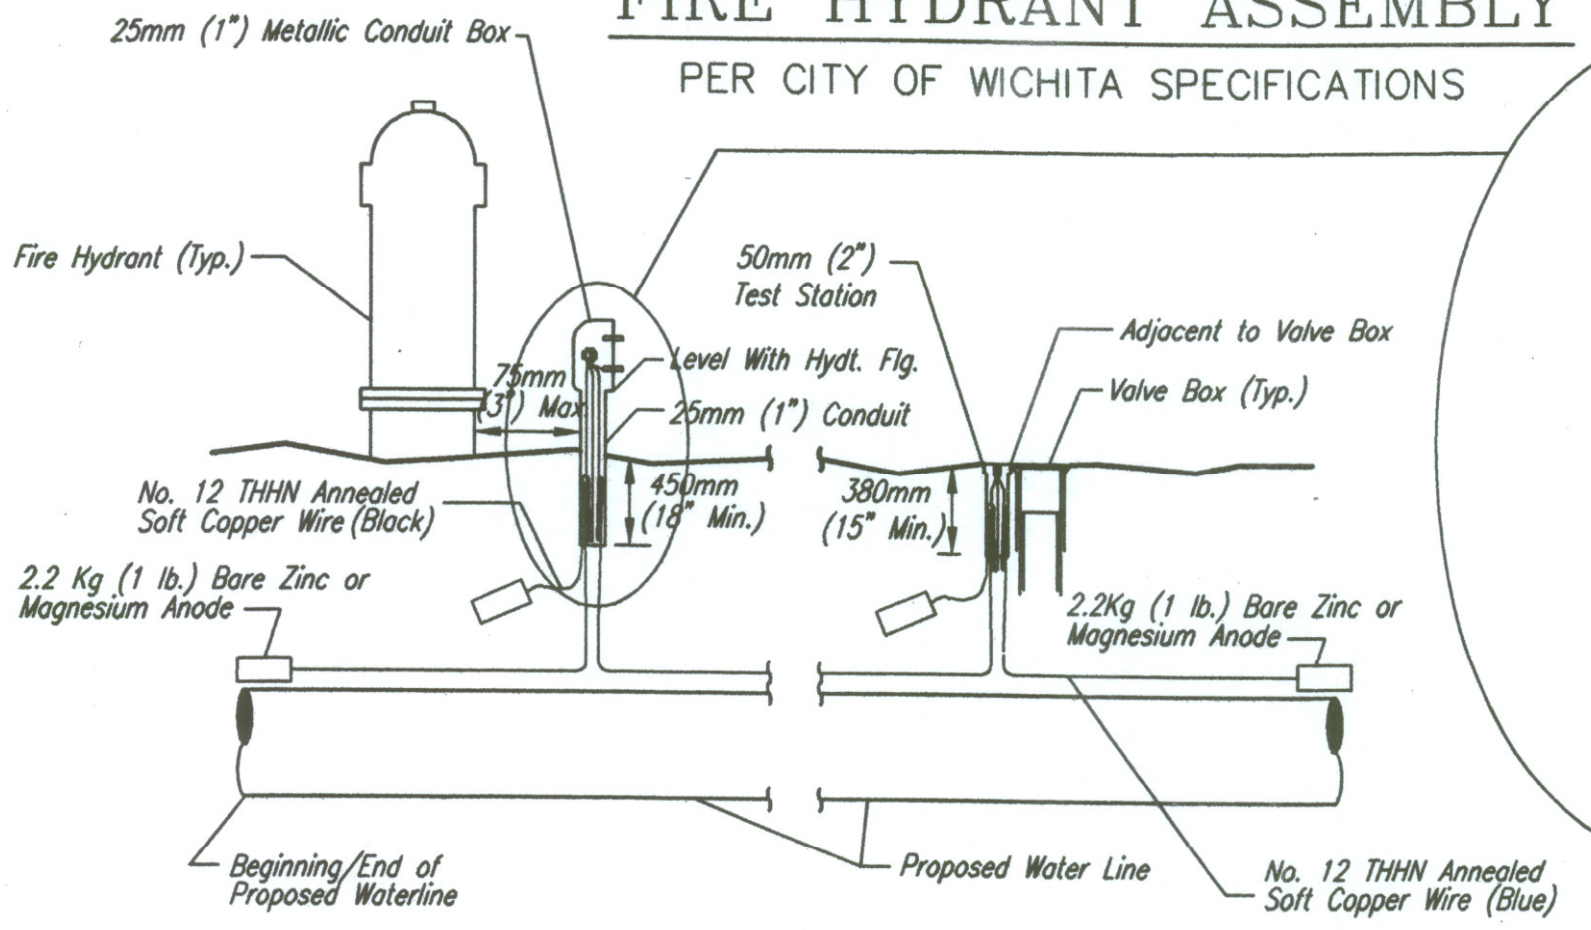 FIRE HYDRANT ASSEMBLY
PER CITY OF WICHITA SPECIFICATIONS
25mm (1") Metallic Conduit Box
Fire Hydrant (Typ.)
50mm (2")
Test Station
Adjacent to Valve Box
Level With Hydt. Flg.
75mm
(3") Max
Valve Box (Typ.)
25mm (1") Conduit
No. 12 THHN Annealed
Soft Copper Wire (Black)
450mm
(18" Min.)
380mm
(15" Min.)
2.2 Kg (1 lb.) Bare Zinc or
Magnesium Anode
2.2Kg (1 lb.) Bare Zinc or
Magnesium Anode
Beginning/End of
Proposed Waterline
Proposed Water Line
No. 12 THHN Annealed
Soft Copper Wire (Blue)